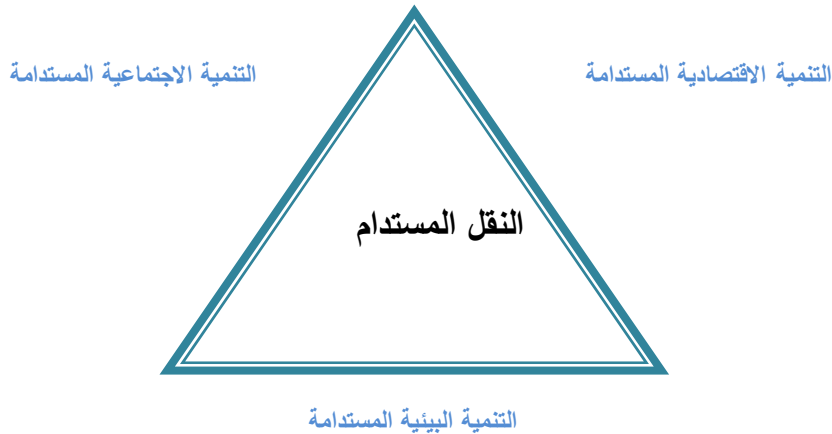 التنمية الاقتصادية المستدامة
التنمية الاجتماعية المستدامة
النقل المستدام
التنمية البيئية المستدامة